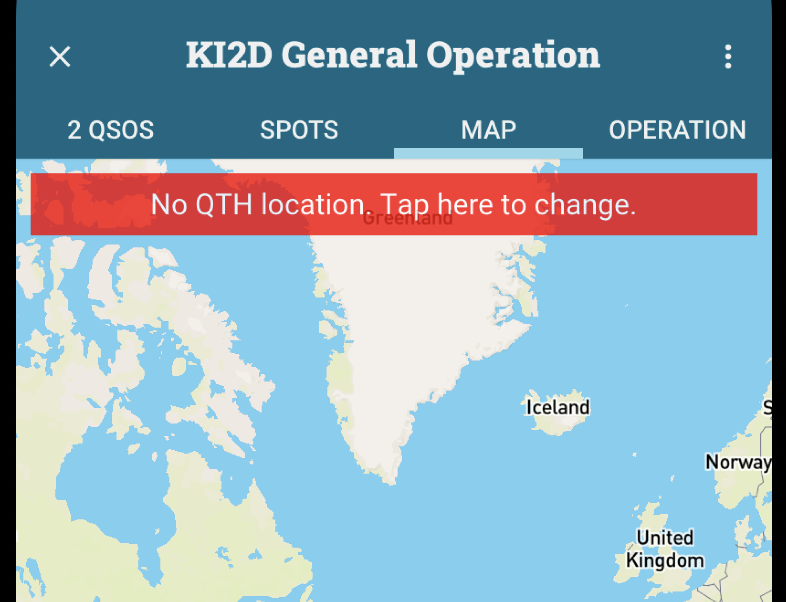 KI2D General Operation
2 QSOS
SPOTS
MAP
OPERATION
No QTH location. Tap here to change.
Greenland
Iceland
S
Norway
United
Kingdom